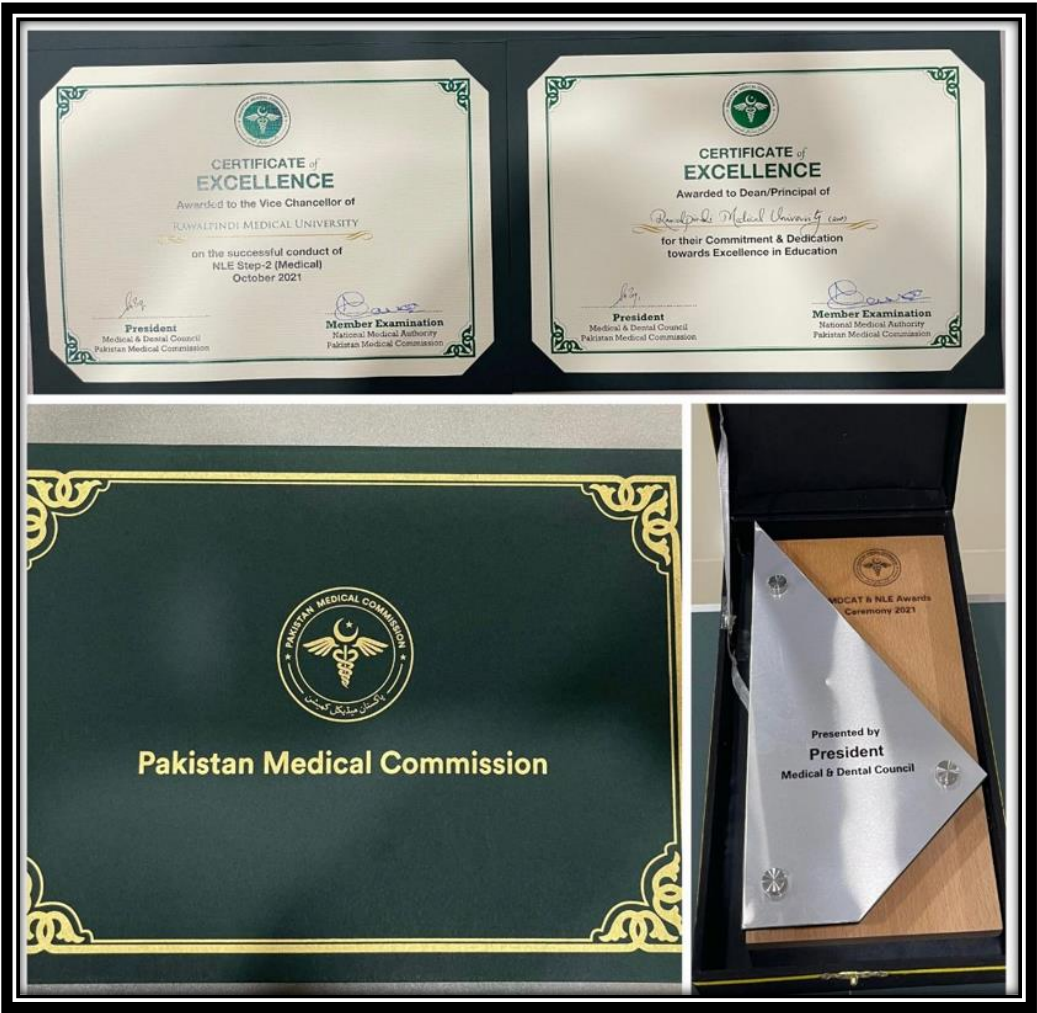 CERTIFICATE of
EXCELLENCE
Awarded to the Vice Chancellor of
RAWALPINDI MEDICAL UNIVERSITY
on the successful conduct of
NLE Step-2 (Medical)
October 2021
President
Medical & Dental Council
Pakistan Medical Commission
Member Examination
National Medical Authority
Pakistan Medical Commission
PAKISTAN MEDICAL COMMISSION
CERTIFICATE of
EXCELLENCE
Awarded to Dean/Principal of
Rawalpindi Medical University
for their Commitment & Dedication
towards Excellence in Education
President
Medical & Dental Council
Pakistan Medical Commission
Member Examination
National Medical Authority
Pakistan Medical Commission
PAKISTAN MEDICAL COMMISSION
پاکستان میڈیکل کمیشن
Pakistan Medical Commission
MDCAT & NLE Awards
Ceremony 2021
Presented by
President
Medical & Dental Council